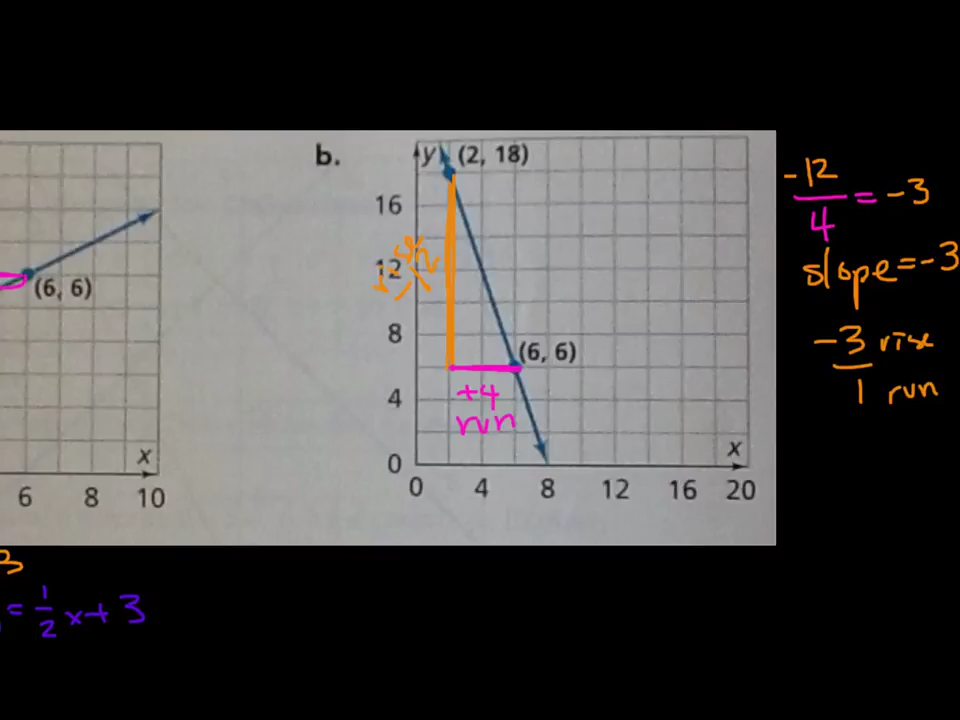 b.
y
(2, 18)
16
12
8
4
0
0 4 8 12 16 20
x
(6, 6)
+4
run
(6, 6)
x
6 8 10
-12
4
= -3
slope = -3
-3 rise
1 run
3
= 1/2 x + 3